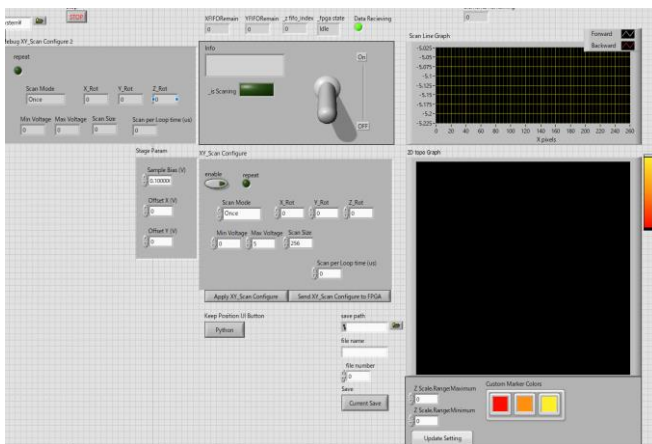 STOP
XFIFORemain YFIFORemain _t fifo_index _fpga state Data Recieving
0 0 0 Idle
0
ebug XY_Scan Configure 2
repeat
Scan Mode X_Rot Y_Rot Z_Rot
Once 0 0 0
Min Voltage Max Voltage Scan Size Scan per Loop time (us)
0 0 0 0
Info
_is Scaning
On
OFF
Scan Line Graph
Forward
Backward
-5.025
-5.05
-5.075
-5.1
-5.125
-5.15
-5.175
-5.2
-5.225
0 20 40 60 80 100 120 140 160 180 200 220 240 260
X pixels
Stage Param
Sample Bias (V)
0.10000
Offset X (V)
0
Offset Y (V)
0
XY_Scan Configure
enable repeat
Scan Mode X_Rot Y_Rot Z_Rot
Once 0 0 0
Min Voltage Max Voltage Scan Size
0 5 256
Scan per Loop time (us)
0
Apply XY_Scan Configure Send XY_Scan Configure to FPGA
Keep Position UI Button
Python
save path
file name
file number
0
Save
Current Save
2D topo Graph
Z Scale.Range:Maximum
0
Z Scale.Range:Minimum
0
Custom Marker Colors
Update Setting